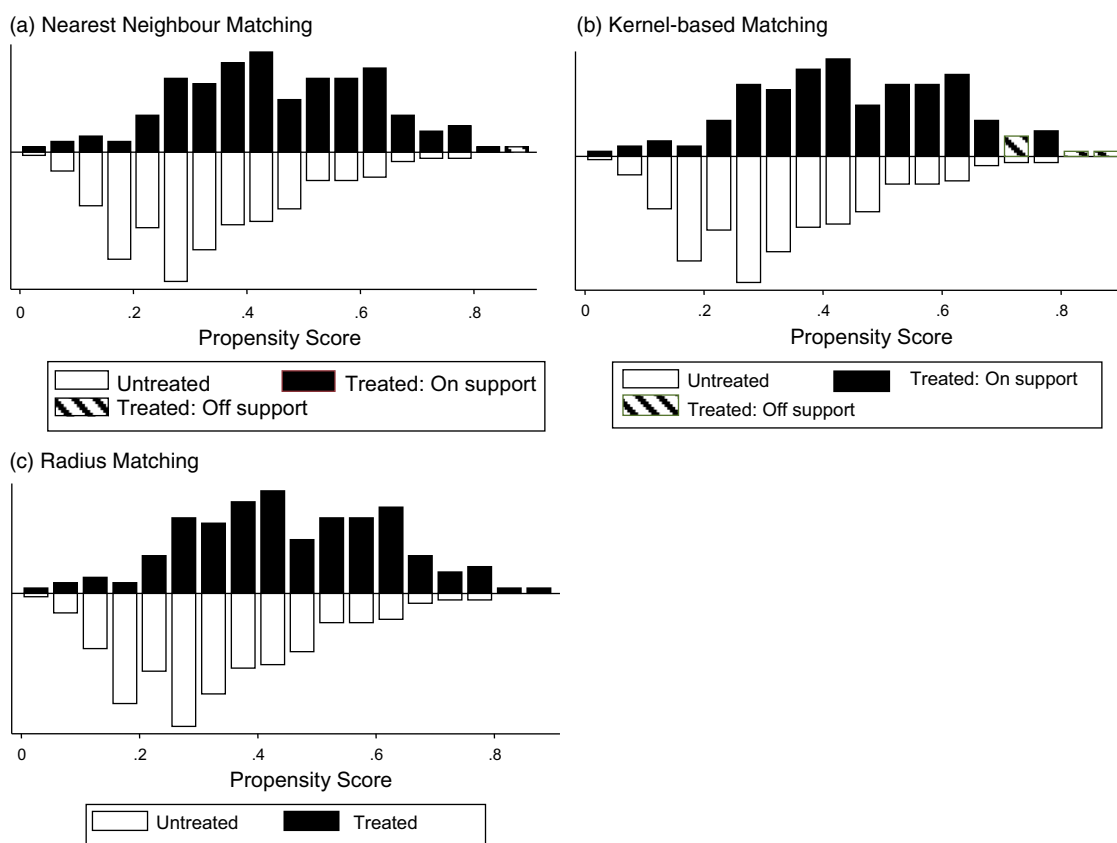 (a) Nearest Neighbour Matching
0 .2 .4 .6 .8
Propensity Score
Untreated Treated: On support
Treated: Off support
(b) Kernel-based Matching
0 .2 .4 .6 .8
Propensity Score
Untreated Treated: On support
Treated: Off support
(c) Radius Matching
0 .2 .4 .6 .8
Propensity Score
Untreated Treated